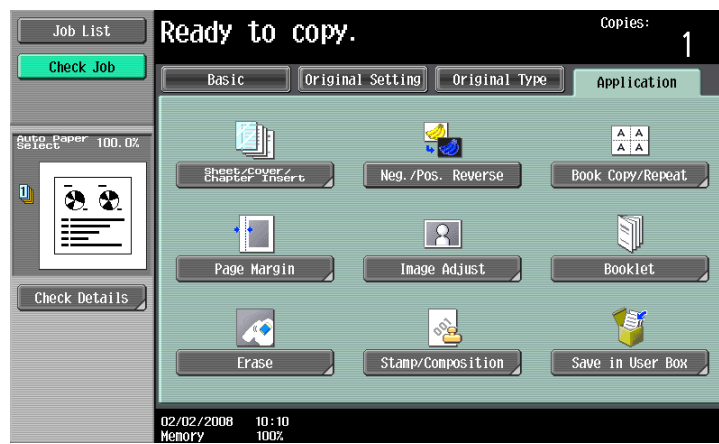 Job List
Check Job
Ready to copy.
Copies:
1
Basic
Original Setting
Original Type
Application
Auto Paper
Select
100.0%
1
Sheet/Cover/
Chapter Insert
Neg./Pos. Reverse
A A
A A
Book Copy/Repeat
Page Margin
Image Adjust
Booklet
Check Details
001
Erase
Stamp/Composition
Save in User Box
02/02/2008 10:10
Memory 100%